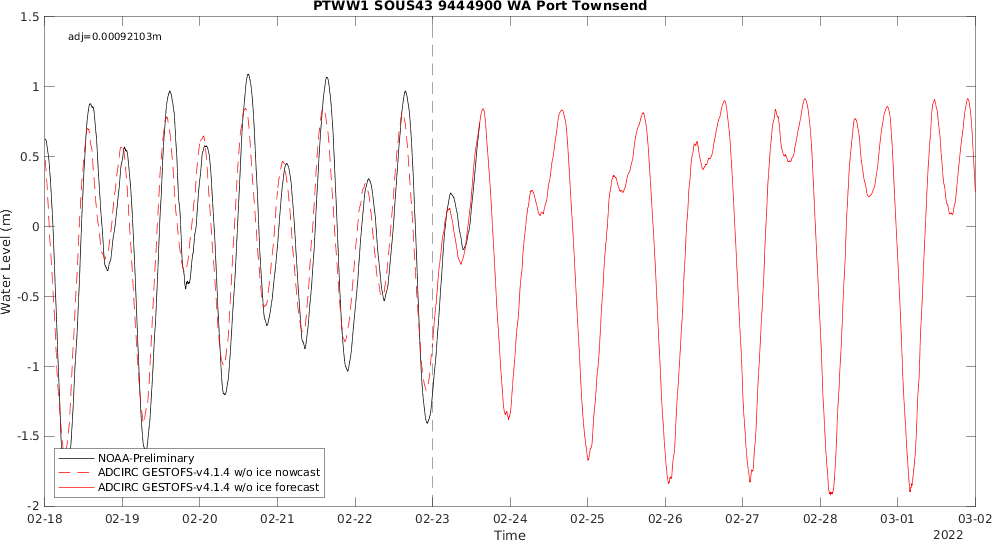 PTWW1 SOUS43 9444900 WA Port Townsend
adj=0.00092103m
1.5
1
0.5
0
-0.5
-1
-1.5
-2
Water Level (m)
NOAA-Preliminary
ADCIRC GESTOFS-v4.1.4 w/o ice nowcast
ADCIRC GESTOFS-v4.1.4 w/o ice forecast
02-18 02-19 02-20 02-21 02-22 02-23 02-24 02-25 02-26 02-27 02-28 03-01 03-02
Time
2022